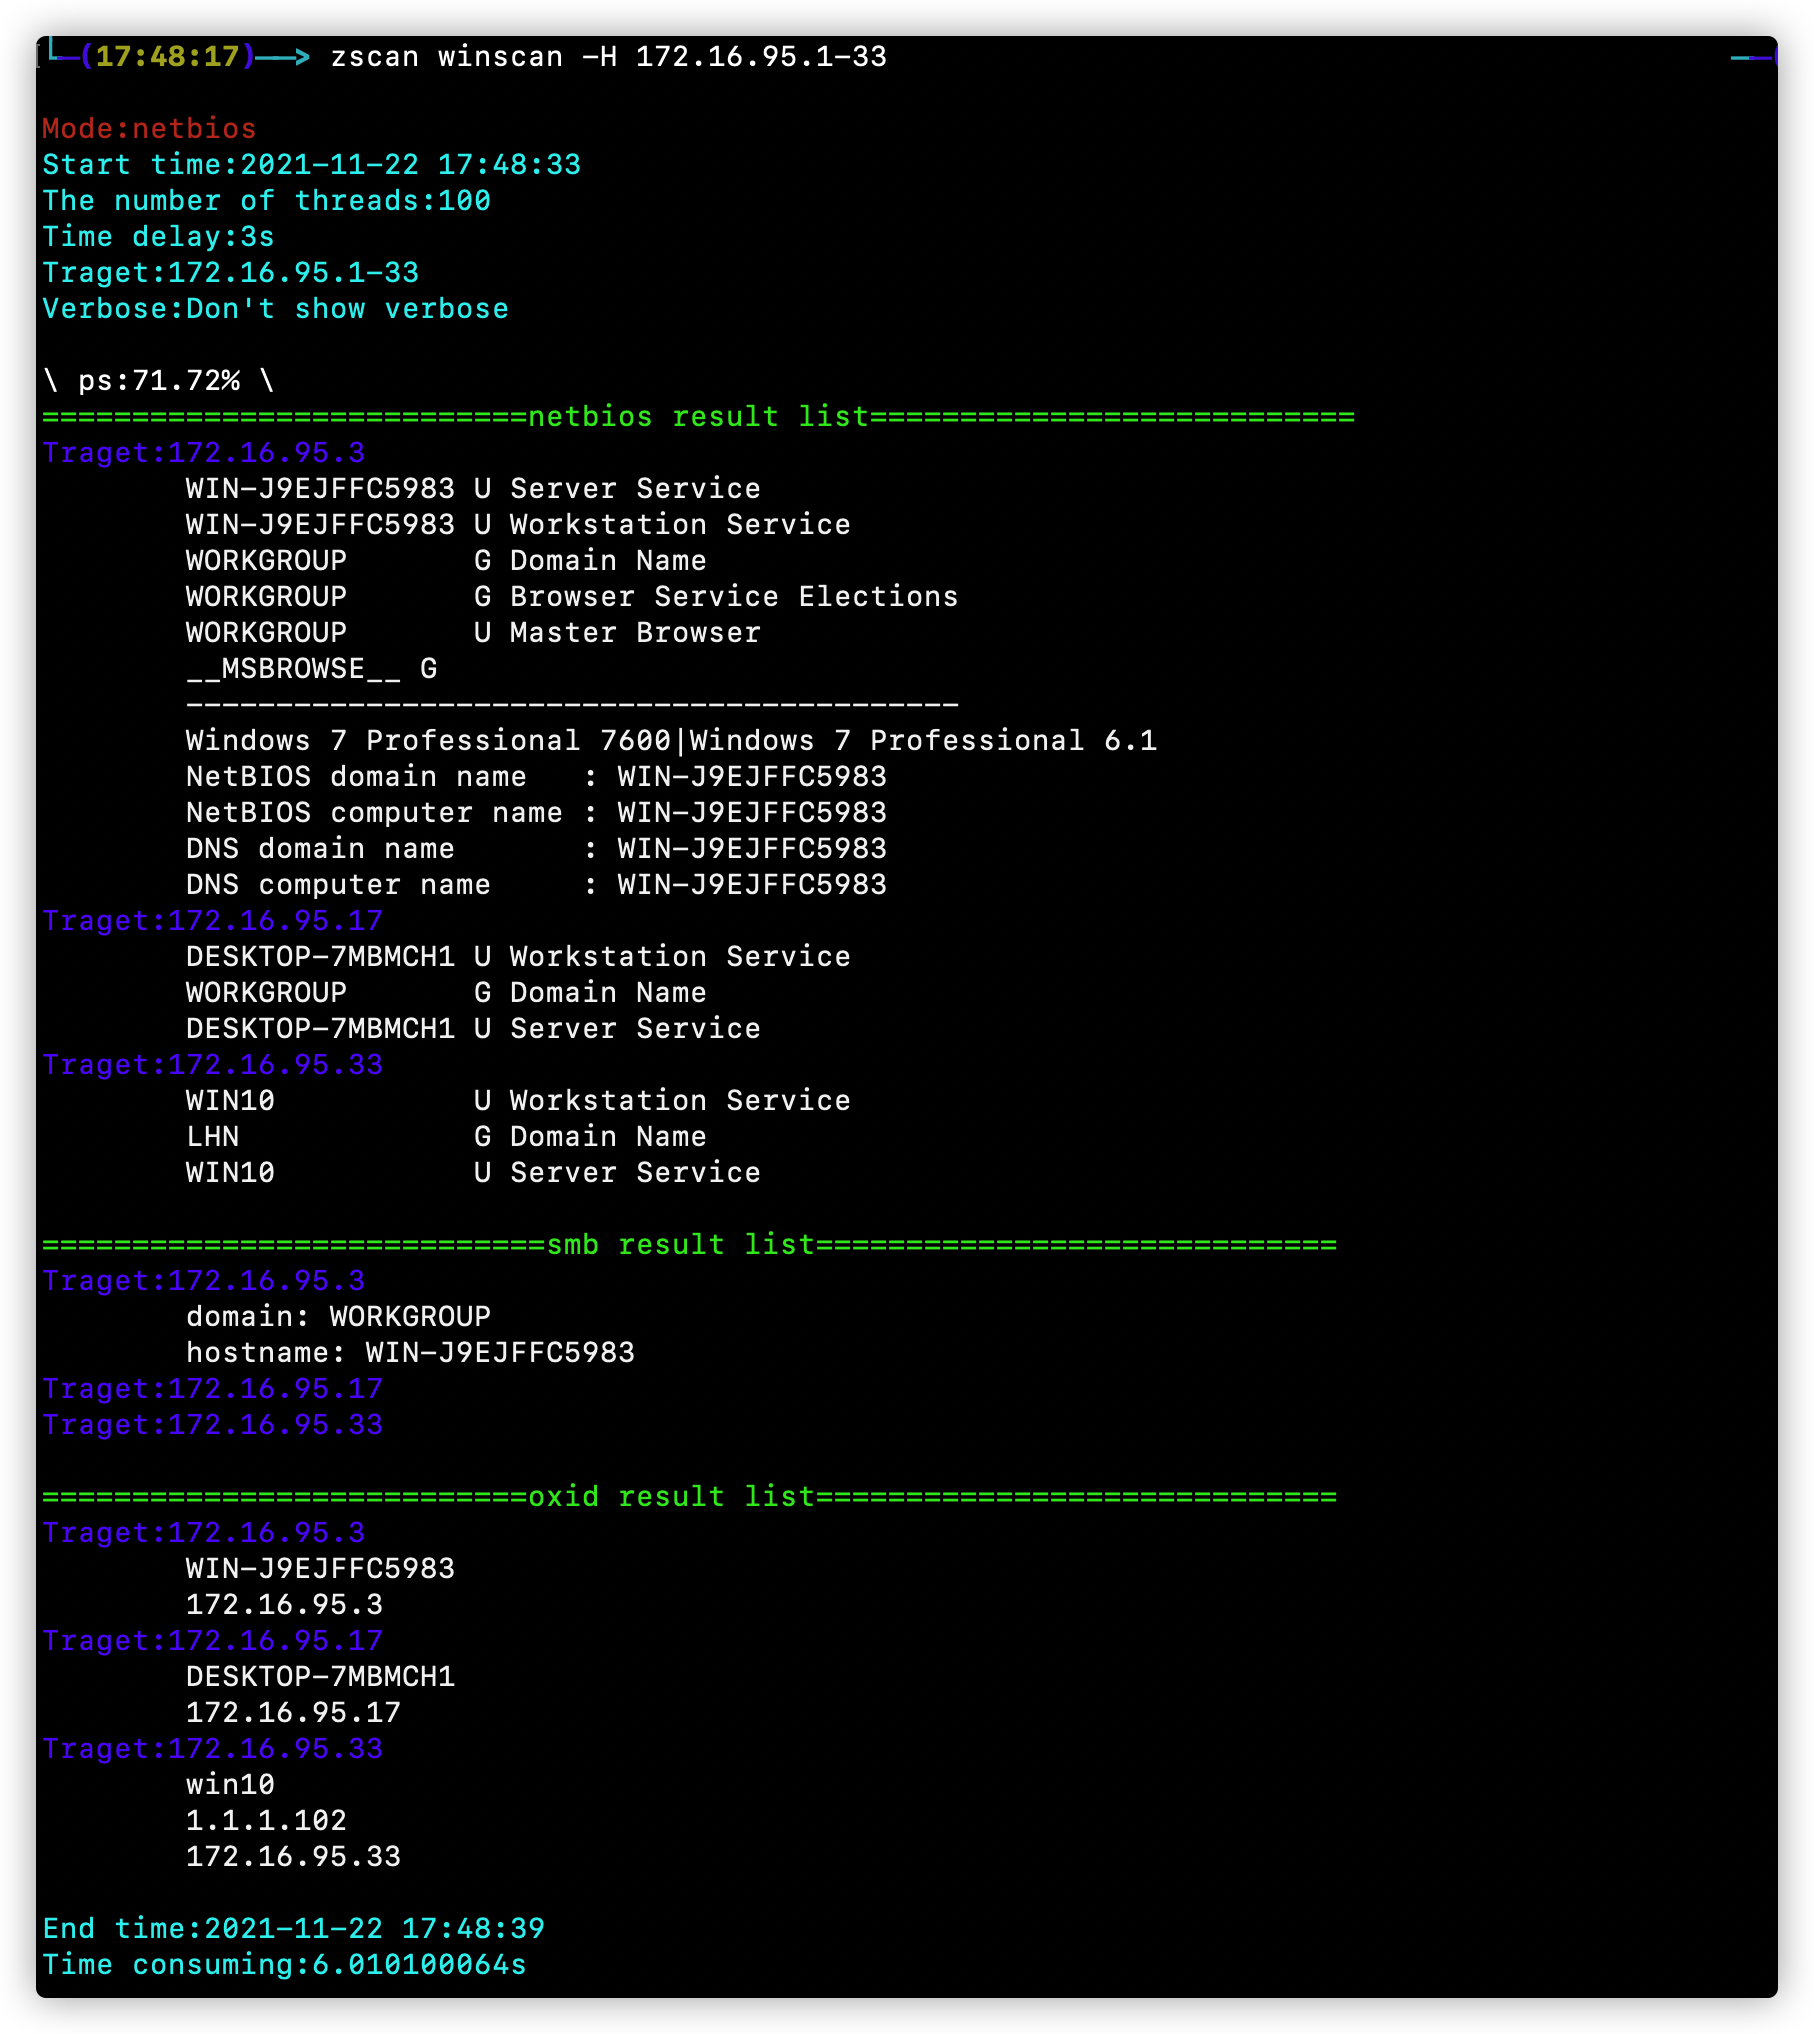 └──(17:48:17)──> zscan winscan -H 172.16.95.1-33 ──(
Mode:netbios
Start time:2021-11-22 17:48:33
The number of threads:100
Time delay:3s
Traget:172.16.95.1-33
Verbose:Don't show verbose
\ ps:71.72% \
===========================netbios result list===========================
Traget:172.16.95.3
WIN-J9EJFFC5983 U Server Service
WIN-J9EJFFC5983 U Workstation Service
WORKGROUP       G Domain Name
WORKGROUP       G Browser Service Elections
WORKGROUP       U Master Browser
__MSBROWSE__ G
-------------------------------------------
Windows 7 Professional 7600|Windows 7 Professional 6.1
NetBIOS domain name   : WIN-J9EJFFC5983
NetBIOS computer name : WIN-J9EJFFC5983
DNS domain name       : WIN-J9EJFFC5983
DNS computer name     : WIN-J9EJFFC5983
Traget:172.16.95.17
DESKTOP-7MBMCH1 U Workstation Service
WORKGROUP       G Domain Name
DESKTOP-7MBMCH1 U Server Service
Traget:172.16.95.33
WIN10           U Workstation Service
LHN             G Domain Name
WIN10           U Server Service
============================smb result list=============================
Traget:172.16.95.3
domain: WORKGROUP
hostname: WIN-J9EJFFC5983
Traget:172.16.95.17
Traget:172.16.95.33
===========================oxid result list=============================
Traget:172.16.95.3
WIN-J9EJFFC5983
172.16.95.3
Traget:172.16.95.17
DESKTOP-7MBMCH1
172.16.95.17
Traget:172.16.95.33
win10
1.1.1.102
172.16.95.33
End time:2021-11-22 17:48:39
Time consuming:6.010100064s